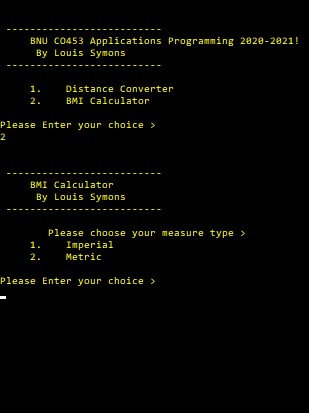 --------------------------
BNU CO453 Applications Programming 2020-2021!
By Louis Symons
--------------------------
1.    Distance Converter
2.    BMI Calculator
Please Enter your choice >
2
--------------------------
BMI Calculator
By Louis Symons
--------------------------
Please choose your measure type >
1.    Imperial
2.    Metric
Please Enter your choice >